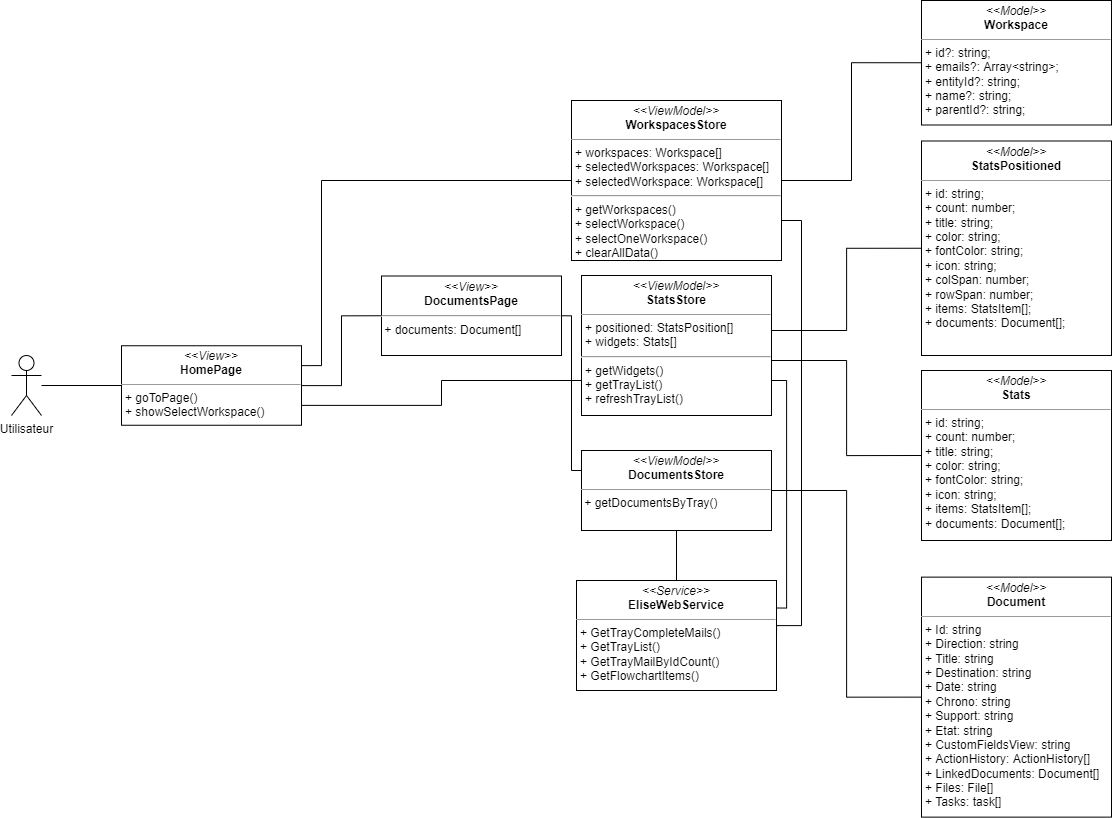 <<Model>>
Workspace
+ id?: string;
+ emails?: Array<string>;
+ entityId?: string;
+ name?: string;
+ parentId?: string;
<<ViewModel>>
WorkspacesStore
+ workspaces: Workspace[]
+ selectedWorkspaces: Workspace[]
+ selectedWorkspace: Workspace[]
+ getWorkspaces()
+ selectWorkspace()
+ selectOneWorkspace()
+ clearAllData()
<<Model>>
StatsPositioned
+ id: string;
+ count: number;
+ title: string;
+ color: string;
+ fontColor: string;
+ icon: string;
+ colSpan: number;
+ rowSpan: number;
+ items: StatsItem[];
+ documents: Document[];
<<View>>
DocumentsPage
+ documents: Document[]
<<ViewModel>>
StatsStore
+ positioned: StatsPosition[]
+ widgets: Stats[]
+ getWidgets()
+ getTrayList()
+ refreshTrayList()
<<View>>
HomePage
+ goToPage()
+ showSelectWorkspace()
Utilisateur
<<Model>>
Stats
+ id: string;
+ count: number;
+ title: string;
+ color: string;
+ fontColor: string;
+ icon: string;
+ items: StatsItem[];
+ documents: Document[];
<<ViewModel>>
DocumentsStore
+ getDocumentsByTray()
<<Service>>
EliseWebService
+ GetTrayCompleteMails()
+ GetTrayList()
+ GetTrayMailByIdCount()
+ GetFlowchartItems()
<<Model>>
Document
+ Id: string
+ Direction: string
+ Title: string
+ Destination: string
+ Date: string
+ Chrono: string
+ Support: string
+ Etat: string
+ CustomFieldsView: string
+ ActionHistory: ActionHistory[]
+ LinkedDocuments: Document[]
+ Files: File[]
+ Tasks: task[]